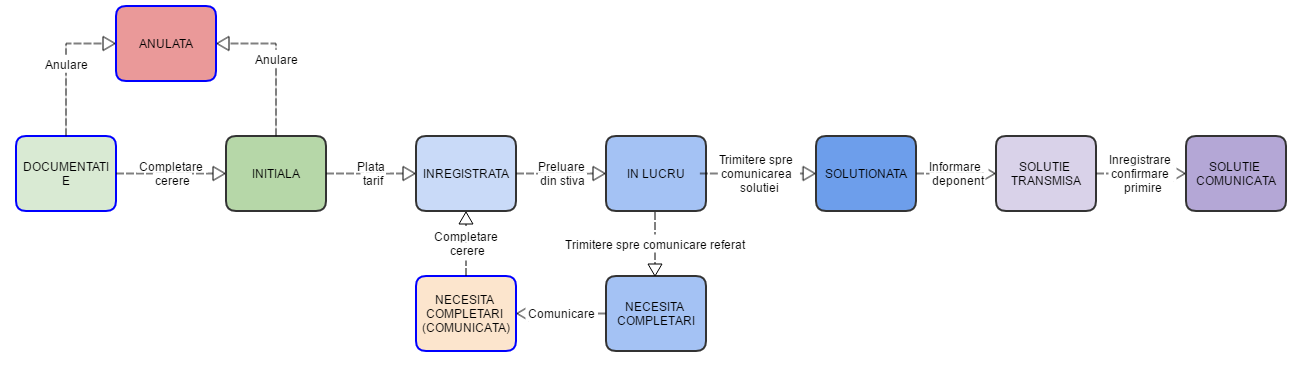 ANULATA
Anulare
Anulare
DOCUMENTATI
E
Completare
cerere
INITIALA
Plata
tarif
INREGISTRATA
Preluare
din stiva
IN LUCRU
Trimitere spre
comunicarea
solutiei
SOLUTIONATA
Informare
deponent
SOLUTIE
TRANSMISA
Inregistrare
confirmare
primire
SOLUTIE
COMUNICATA
Completare
cerere
Trimitere spre comunicare referat
NECESITA
COMPLETARI
(COMUNICATA)
Comunicare
NECESITA
COMPLETARI